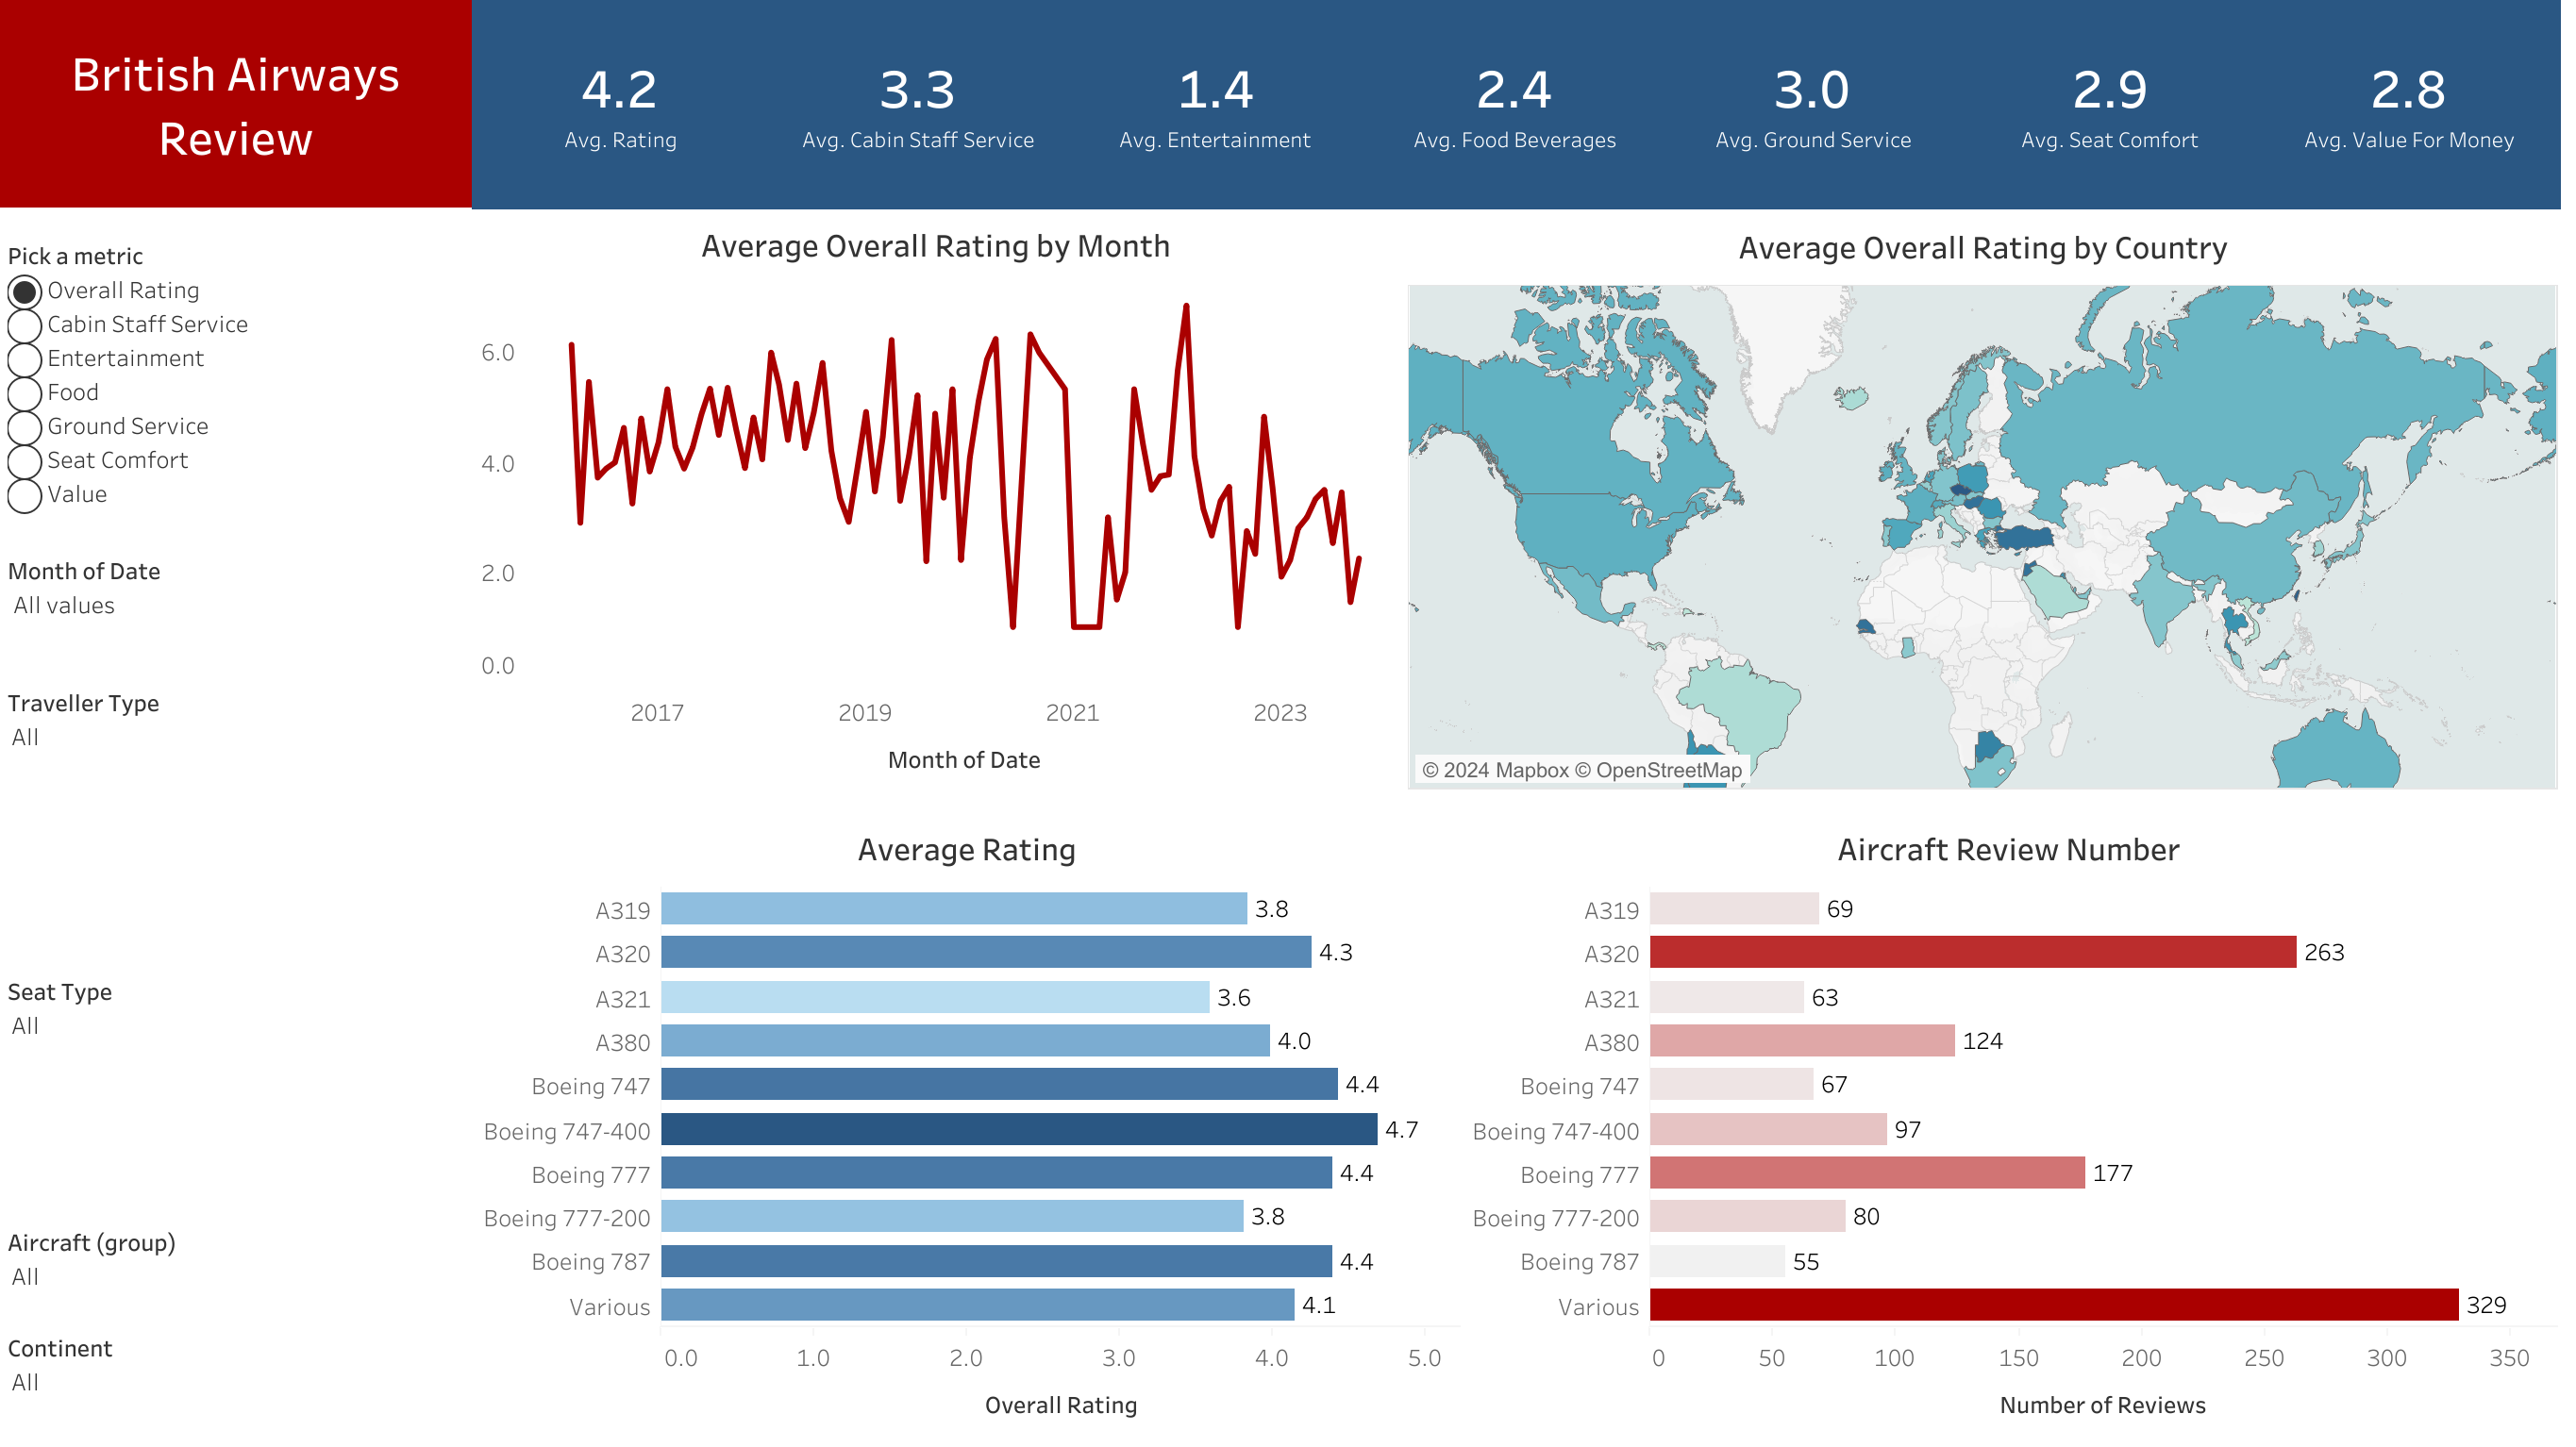 British Airways
Review
4.2
Avg. Rating
3.3
Avg. Cabin Staff Service
1.4
Avg. Entertainment
2.4
Avg. Food Beverages
3.0
Avg. Ground Service
2.9
Avg. Seat Comfort
2.8
Avg. Value For Money
Pick a metric
Overall Rating
Cabin Staff Service
Entertainment
Food
Ground Service
Seat Comfort
Value
Month of Date
All values
Traveller Type
All
Seat Type
All
Aircraft (group)
All
Continent
All
Average Overall Rating by Month
6.0
4.0
2.0
0.0
2017 2019 2021 2023
Month of Date
Average Overall Rating by Country
© 2024 Mapbox © OpenStreetMap
Average Rating
A319 3.8
A320 4.3
A321 3.6
A380 4.0
Boeing 747 4.4
Boeing 747-400 4.7
Boeing 777 4.4
Boeing 777-200 3.8
Boeing 787 4.4
Various 4.1
0.0 1.0 2.0 3.0 4.0 5.0
Overall Rating
Aircraft Review Number
A319 69
A320 263
A321 63
A380 124
Boeing 747 67
Boeing 747-400 97
Boeing 777 177
Boeing 777-200 80
Boeing 787 55
Various 329
0 50 100 150 200 250 300 350
Number of Reviews